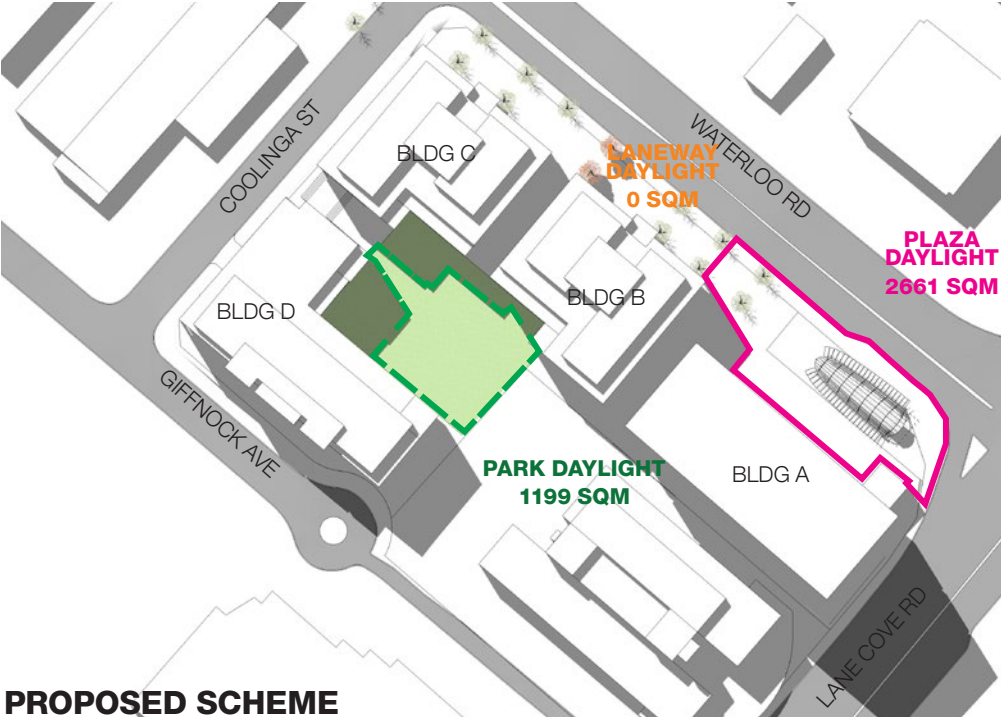 COOLINGA ST
BLDG C
WATERLOO RD
LANEWAY
DAYLIGHT
0 SQM
PLAZA
DAYLIGHT
2661 SQM
BLDG D
BLDG B
GIFFNOCK AVE
PARK DAYLIGHT
1199 SQM
BLDG A
LANE COVE RD
PROPOSED SCHEME